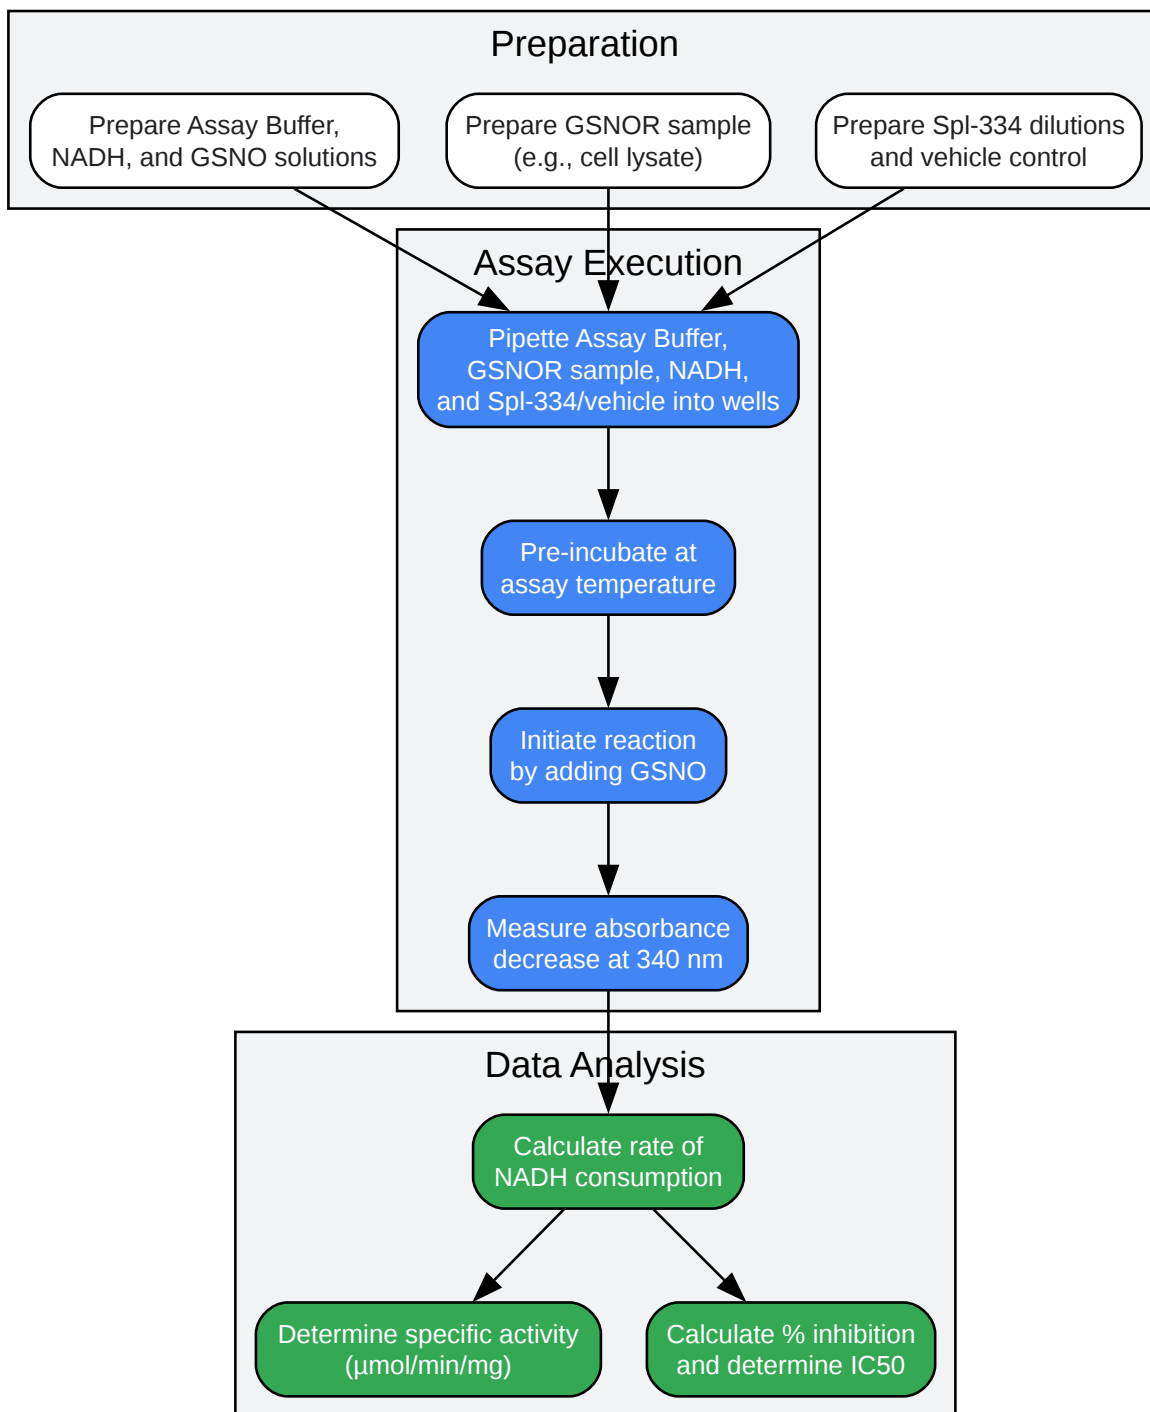 Preparation
Prepare Assay Buffer,
NADH, and GSNO solutions
Prepare GSNOR sample
(e.g., cell lysate)
Prepare Spl-334 dilutions
and vehicle control
Assay Execution
Pipette Assay Buffer,
GSNOR sample, NADH,
and Spl-334/vehicle into wells
Pre-incubate at
assay temperature
Initiate reaction
by adding GSNO
Measure absorbance
decrease at 340 nm
Data Analysis
Calculate rate of
NADH consumption
Determine specific activity
(µmol/min/mg)
Calculate % inhibition
and determine IC50